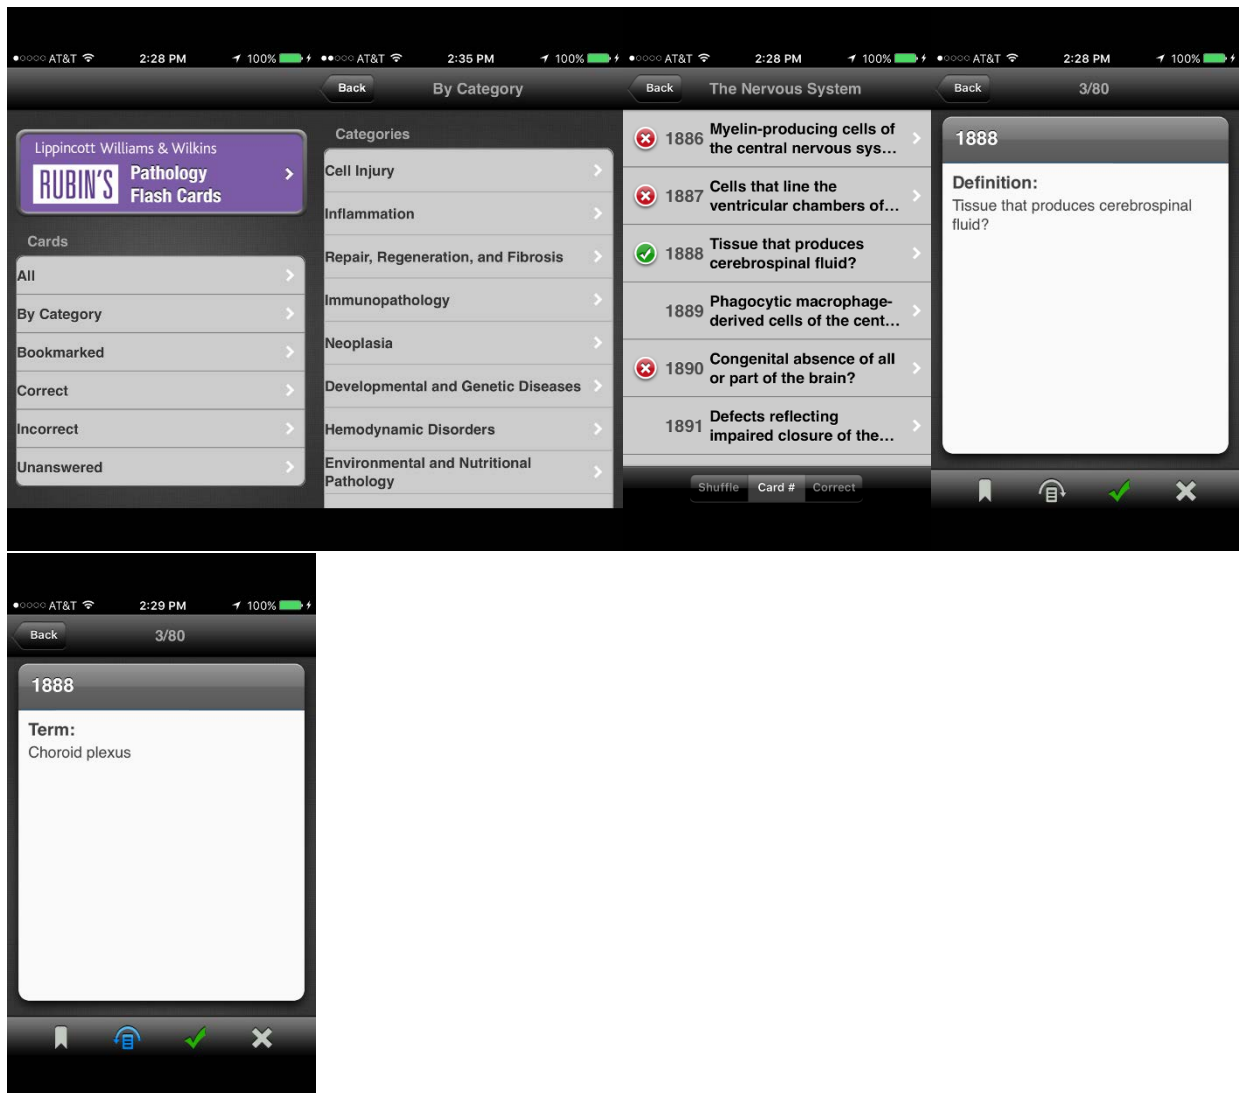 AT&T 2:28 PM 100%
Lippincott Williams & Wilkins
RUBIN'S Pathology
Flash Cards
Cards
All
By Category
Bookmarked
Correct
Incorrect
Unanswered
AT&T 2:35 PM 100%
Back By Category
Categories
Cell Injury
Inflammation
Repair, Regeneration, and Fibrosis
Immunopathology
Neoplasia
Developmental and Genetic Diseases
Hemodynamic Disorders
Environmental and Nutritional
Pathology
AT&T 2:28 PM 100%
Back The Nervous System
1886 Myelin-producing cells of
the central nervous sys...
1887 Cells that line the
ventricular chambers of...
1888 Tissue that produces
cerebrospinal fluid?
1889 Phagocytic macrophage-
derived cells of the cent...
1890 Congenital absence of all
or part of the brain?
1891 Defects reflecting
impaired closure of the...
Shuffle Card # Correct
AT&T 2:28 PM 100%
Back 3/80
1888
Definition:
Tissue that produces cerebrospinal
fluid?
AT&T 2:29 PM 100%
Back 3/80
1888
Term:
Choroid plexus